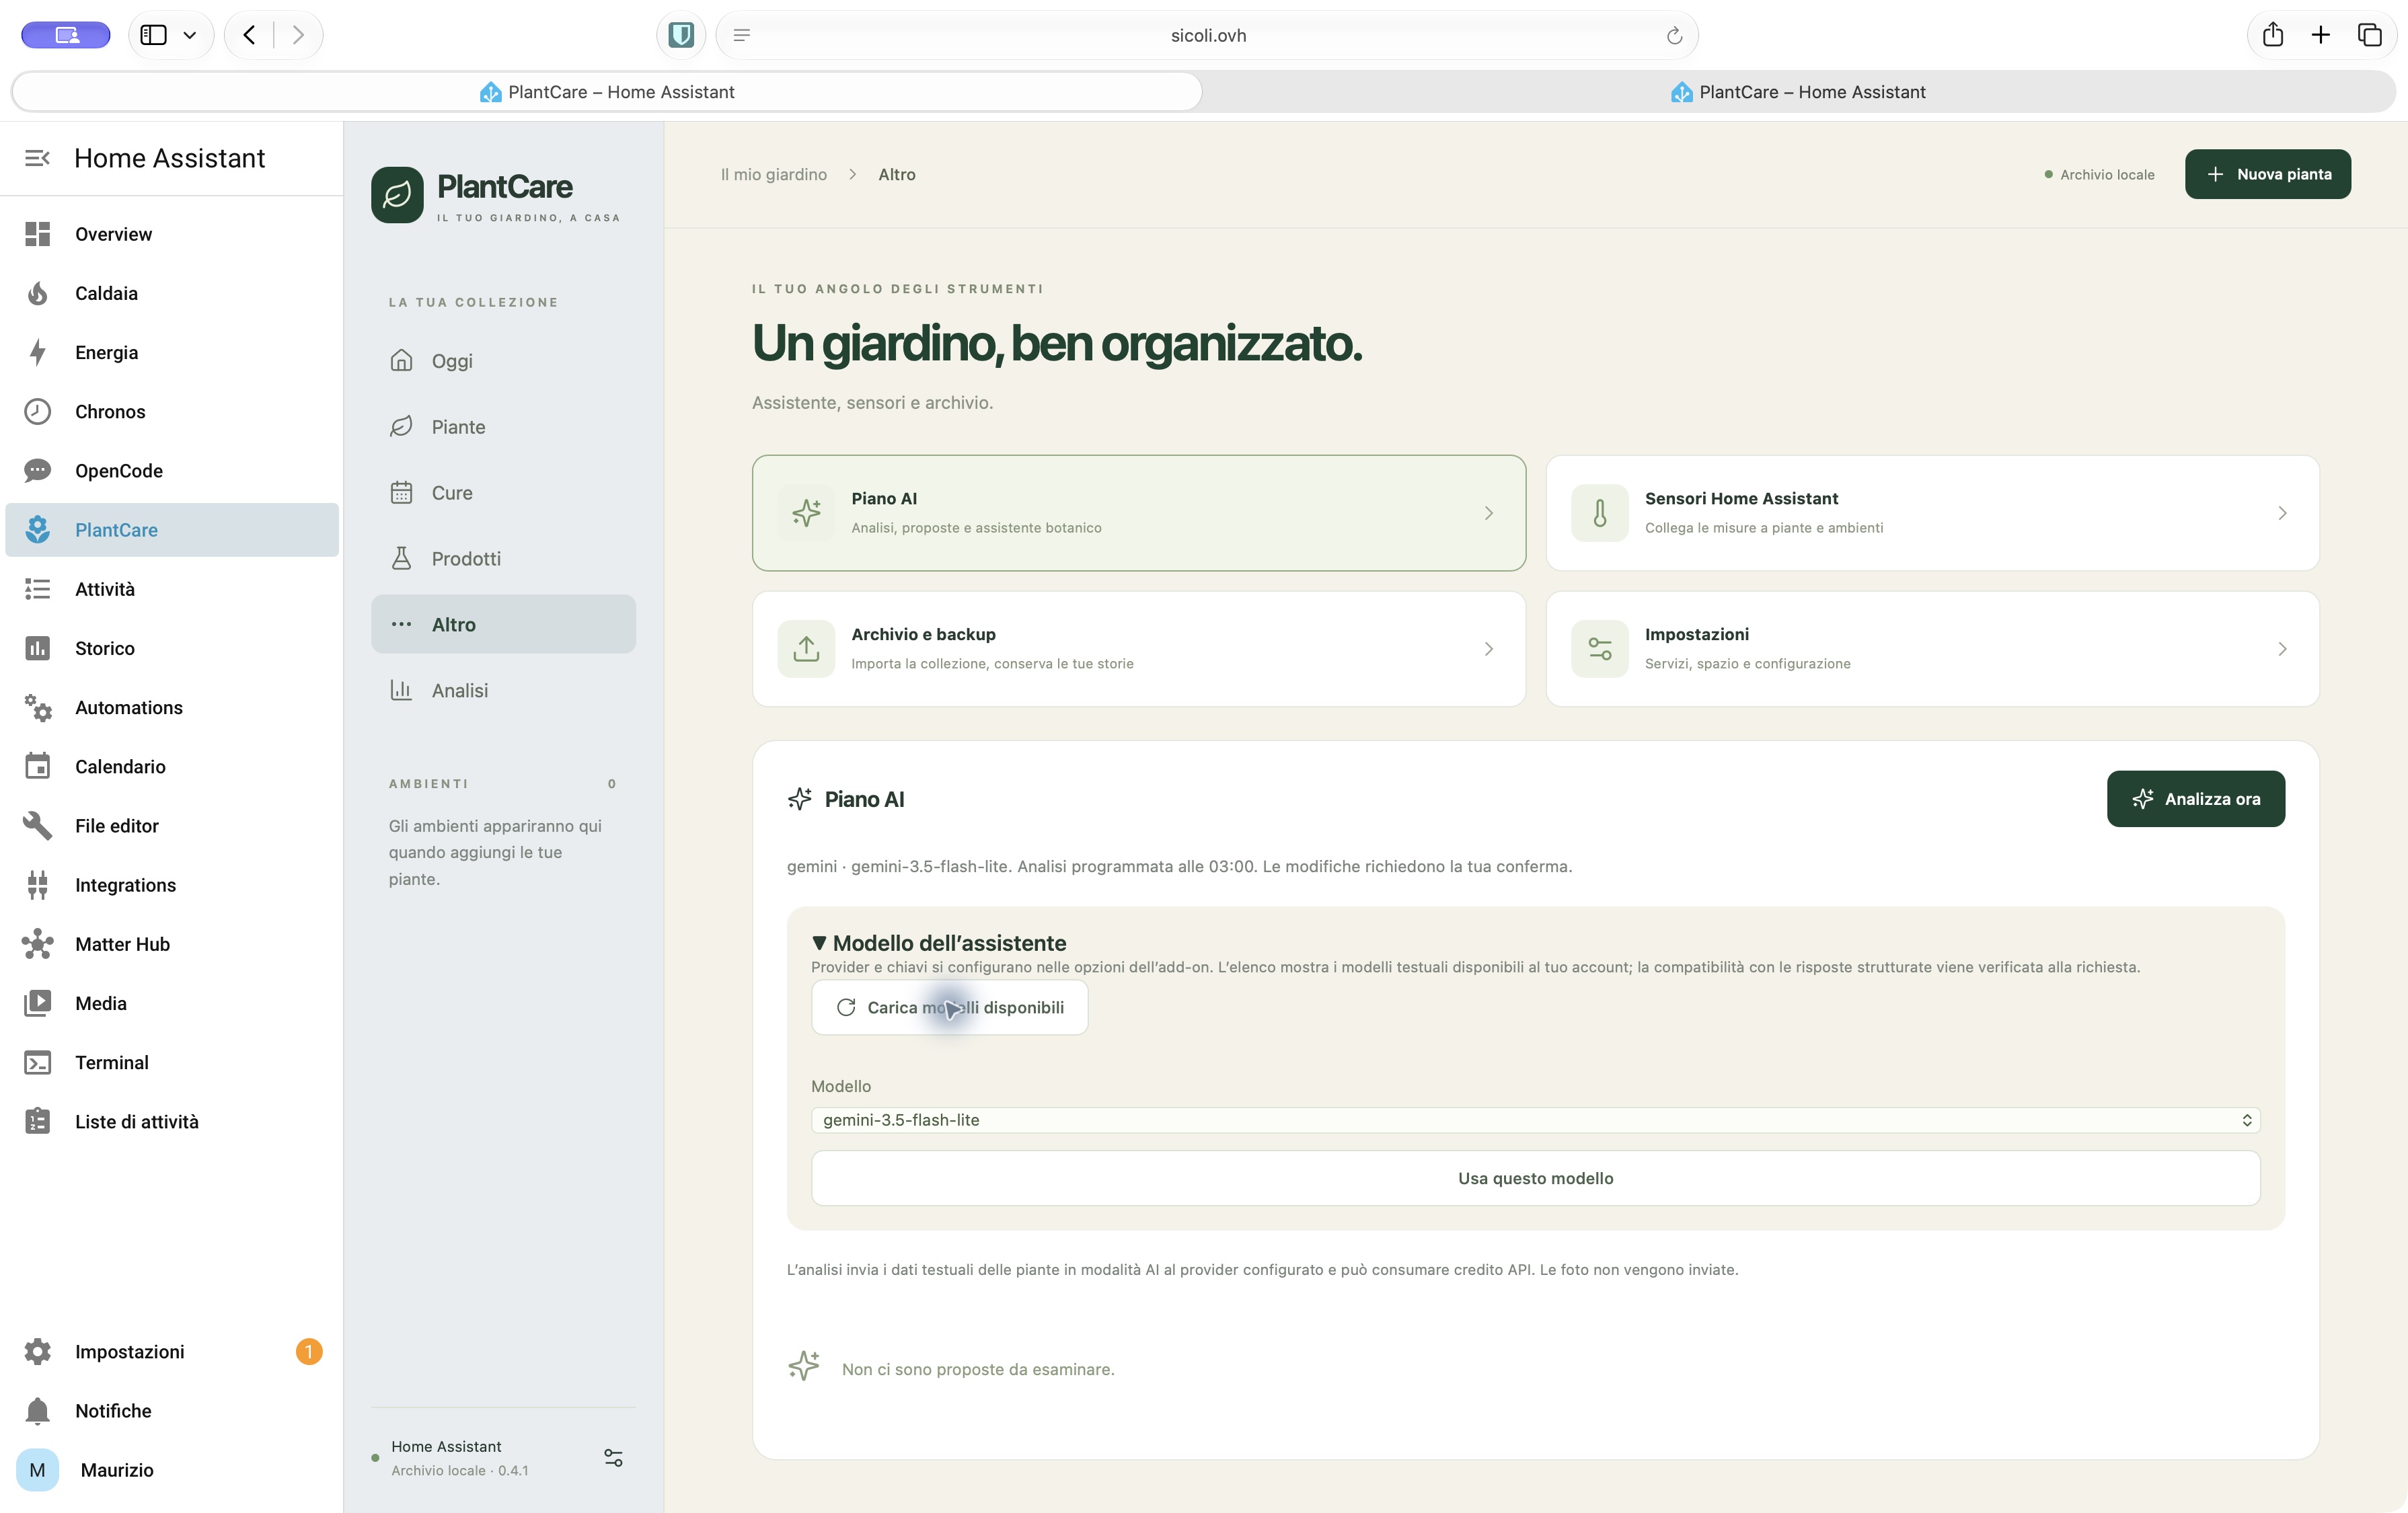 sicoli.ovh
PlantCare – Home Assistant
PlantCare – Home Assistant
Home Assistant
Overview
Caldaia
Energia
Chronos
OpenCode
PlantCare
Attività
Storico
Automations
Calendario
File editor
Integrations
Matter Hub
Media
Terminal
Liste di attività
Impostazioni
1
Notifiche
M
Maurizio
PlantCare
IL TUO GIARDINO, A CASA
LA TUA COLLEZIONE
Oggi
Piante
Cure
Prodotti
Altro
Analisi
AMBIENTI 0
Gli ambienti appariranno qui
quando aggiungi le tue
piante.
Home Assistant
Archivio locale · 0.4.1
Il mio giardino > Altro
Archivio locale
Nuova pianta
IL TUO ANGOLO DEGLI STRUMENTI
Un giardino, ben organizzato.
Assistente, sensori e archivio.
Piano AI
Analisi, proposte e assistente botanico
Sensori Home Assistant
Collega le misure a piante e ambienti
Archivio e backup
Importa la collezione, conserva le tue storie
Impostazioni
Servizi, spazio e configurazione
Piano AI
Analizza ora
gemini · gemini-3.5-flash-lite. Analisi programmata alle 03:00. Le modifiche richiedono la tua conferma.
Modello dell’assistente
Provider e chiavi si configurano nelle opzioni dell’add-on. L’elenco mostra i modelli testuali disponibili al tuo account; la compatibilità con le risposte strutturate viene verificata alla richiesta.
Carica modelli disponibili
Modello
gemini-3.5-flash-lite
Usa questo modello
L’analisi invia i dati testuali delle piante in modalità AI al provider configurato e può consumare credito API. Le foto non vengono inviate.
Non ci sono proposte da esaminare.